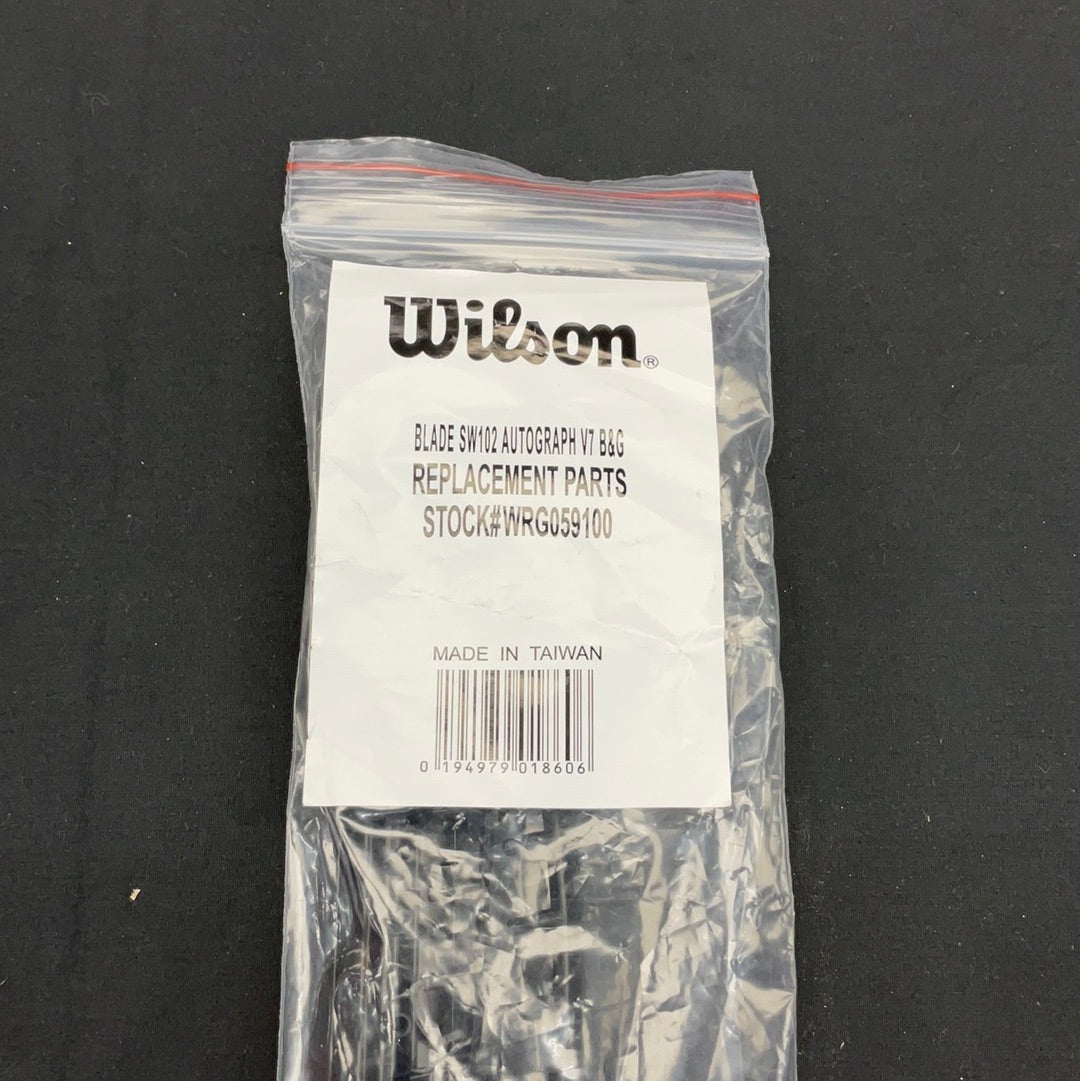 Wilson®
BLADE SW102 AUTOGRAPH V7 B&G
REPLACEMENT PARTS
STOCK#WRG059100
MADE IN TAIWAN
0 194979 018606